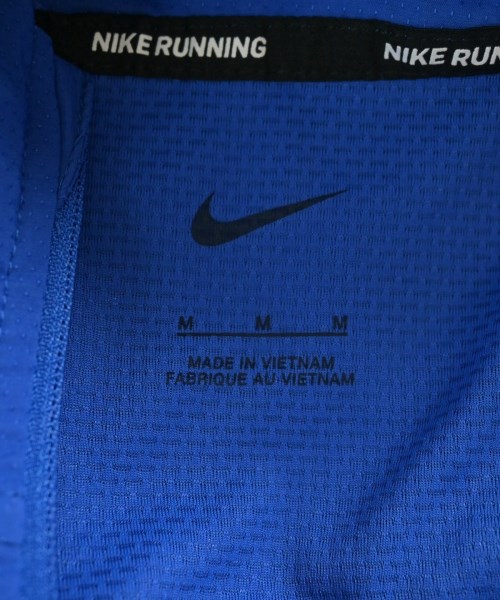 NIKE RUNNING NIKE RUN
M M M
MADE IN VIETNAM
FABRIQUE AU VIETNAM